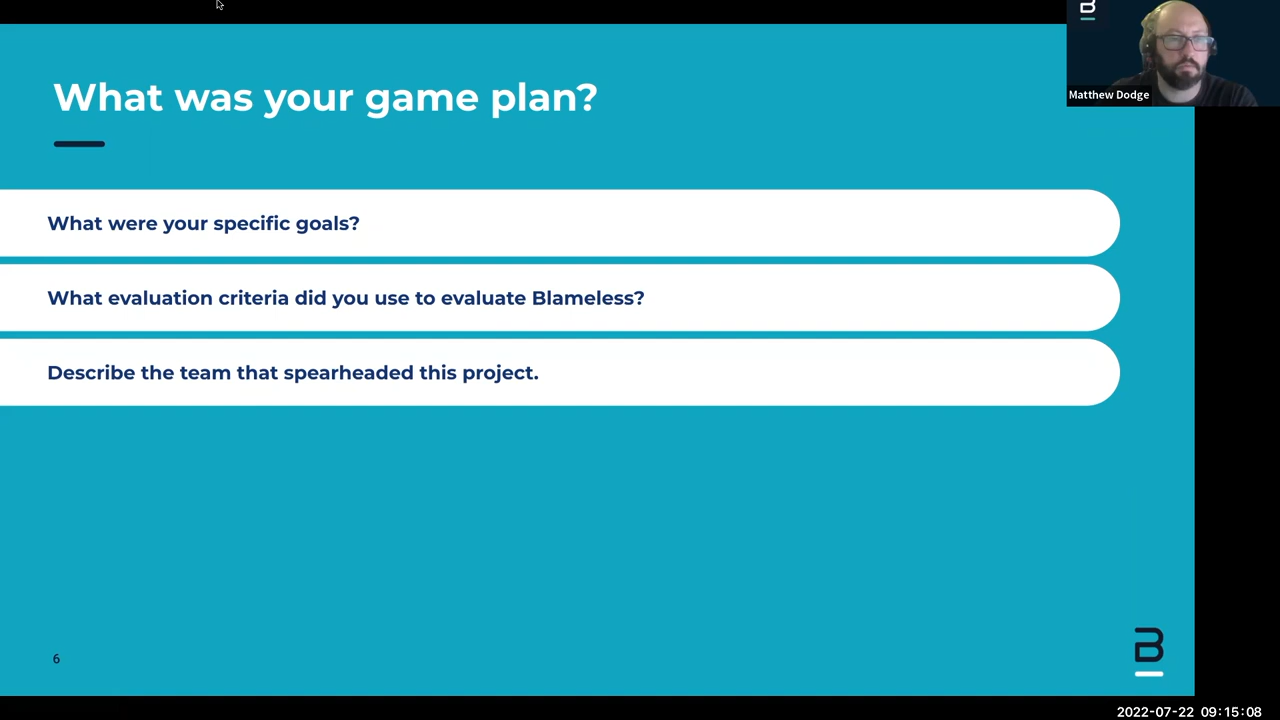 What was your game plan?
Matthew Dodge
What were your specific goals?
What evaluation criteria did you use to evaluate Blameless?
Describe the team that spearheaded this project.
6
B
2022-07-22 09:15:08